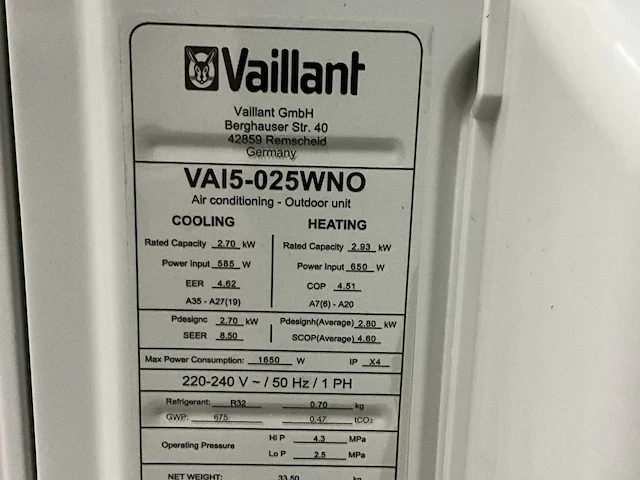 Vaillant
Vaillant GmbH
Berghauser Str. 40
42859 Remscheid
Germany
VAI5-025WNO
Air conditioning - Outdoor unit
COOLING HEATING
Rated Capacity 2.70 kW Rated Capacity 2.93 kW
Power Input 585 W Power Input 650 W
EER 4.62 COP 4.51
A35 - A27(19) A7(6) - A20
Pdesignc 2.70 kW Pdesignh(Average) 2.80 kW
SEER 8.50 SCOP(Average) 4.60
Max Power Consumption: 1650 W IP X4
220-240 V ~ / 50 Hz / 1 PH
Refrigerant: R32 0.70 kg
GWP: 675 0.47 tCO2
Operating Pressure Hi P 4.3 MPa
Lo P 2.5 MPa
NET WEIGHT: 33.50 kg